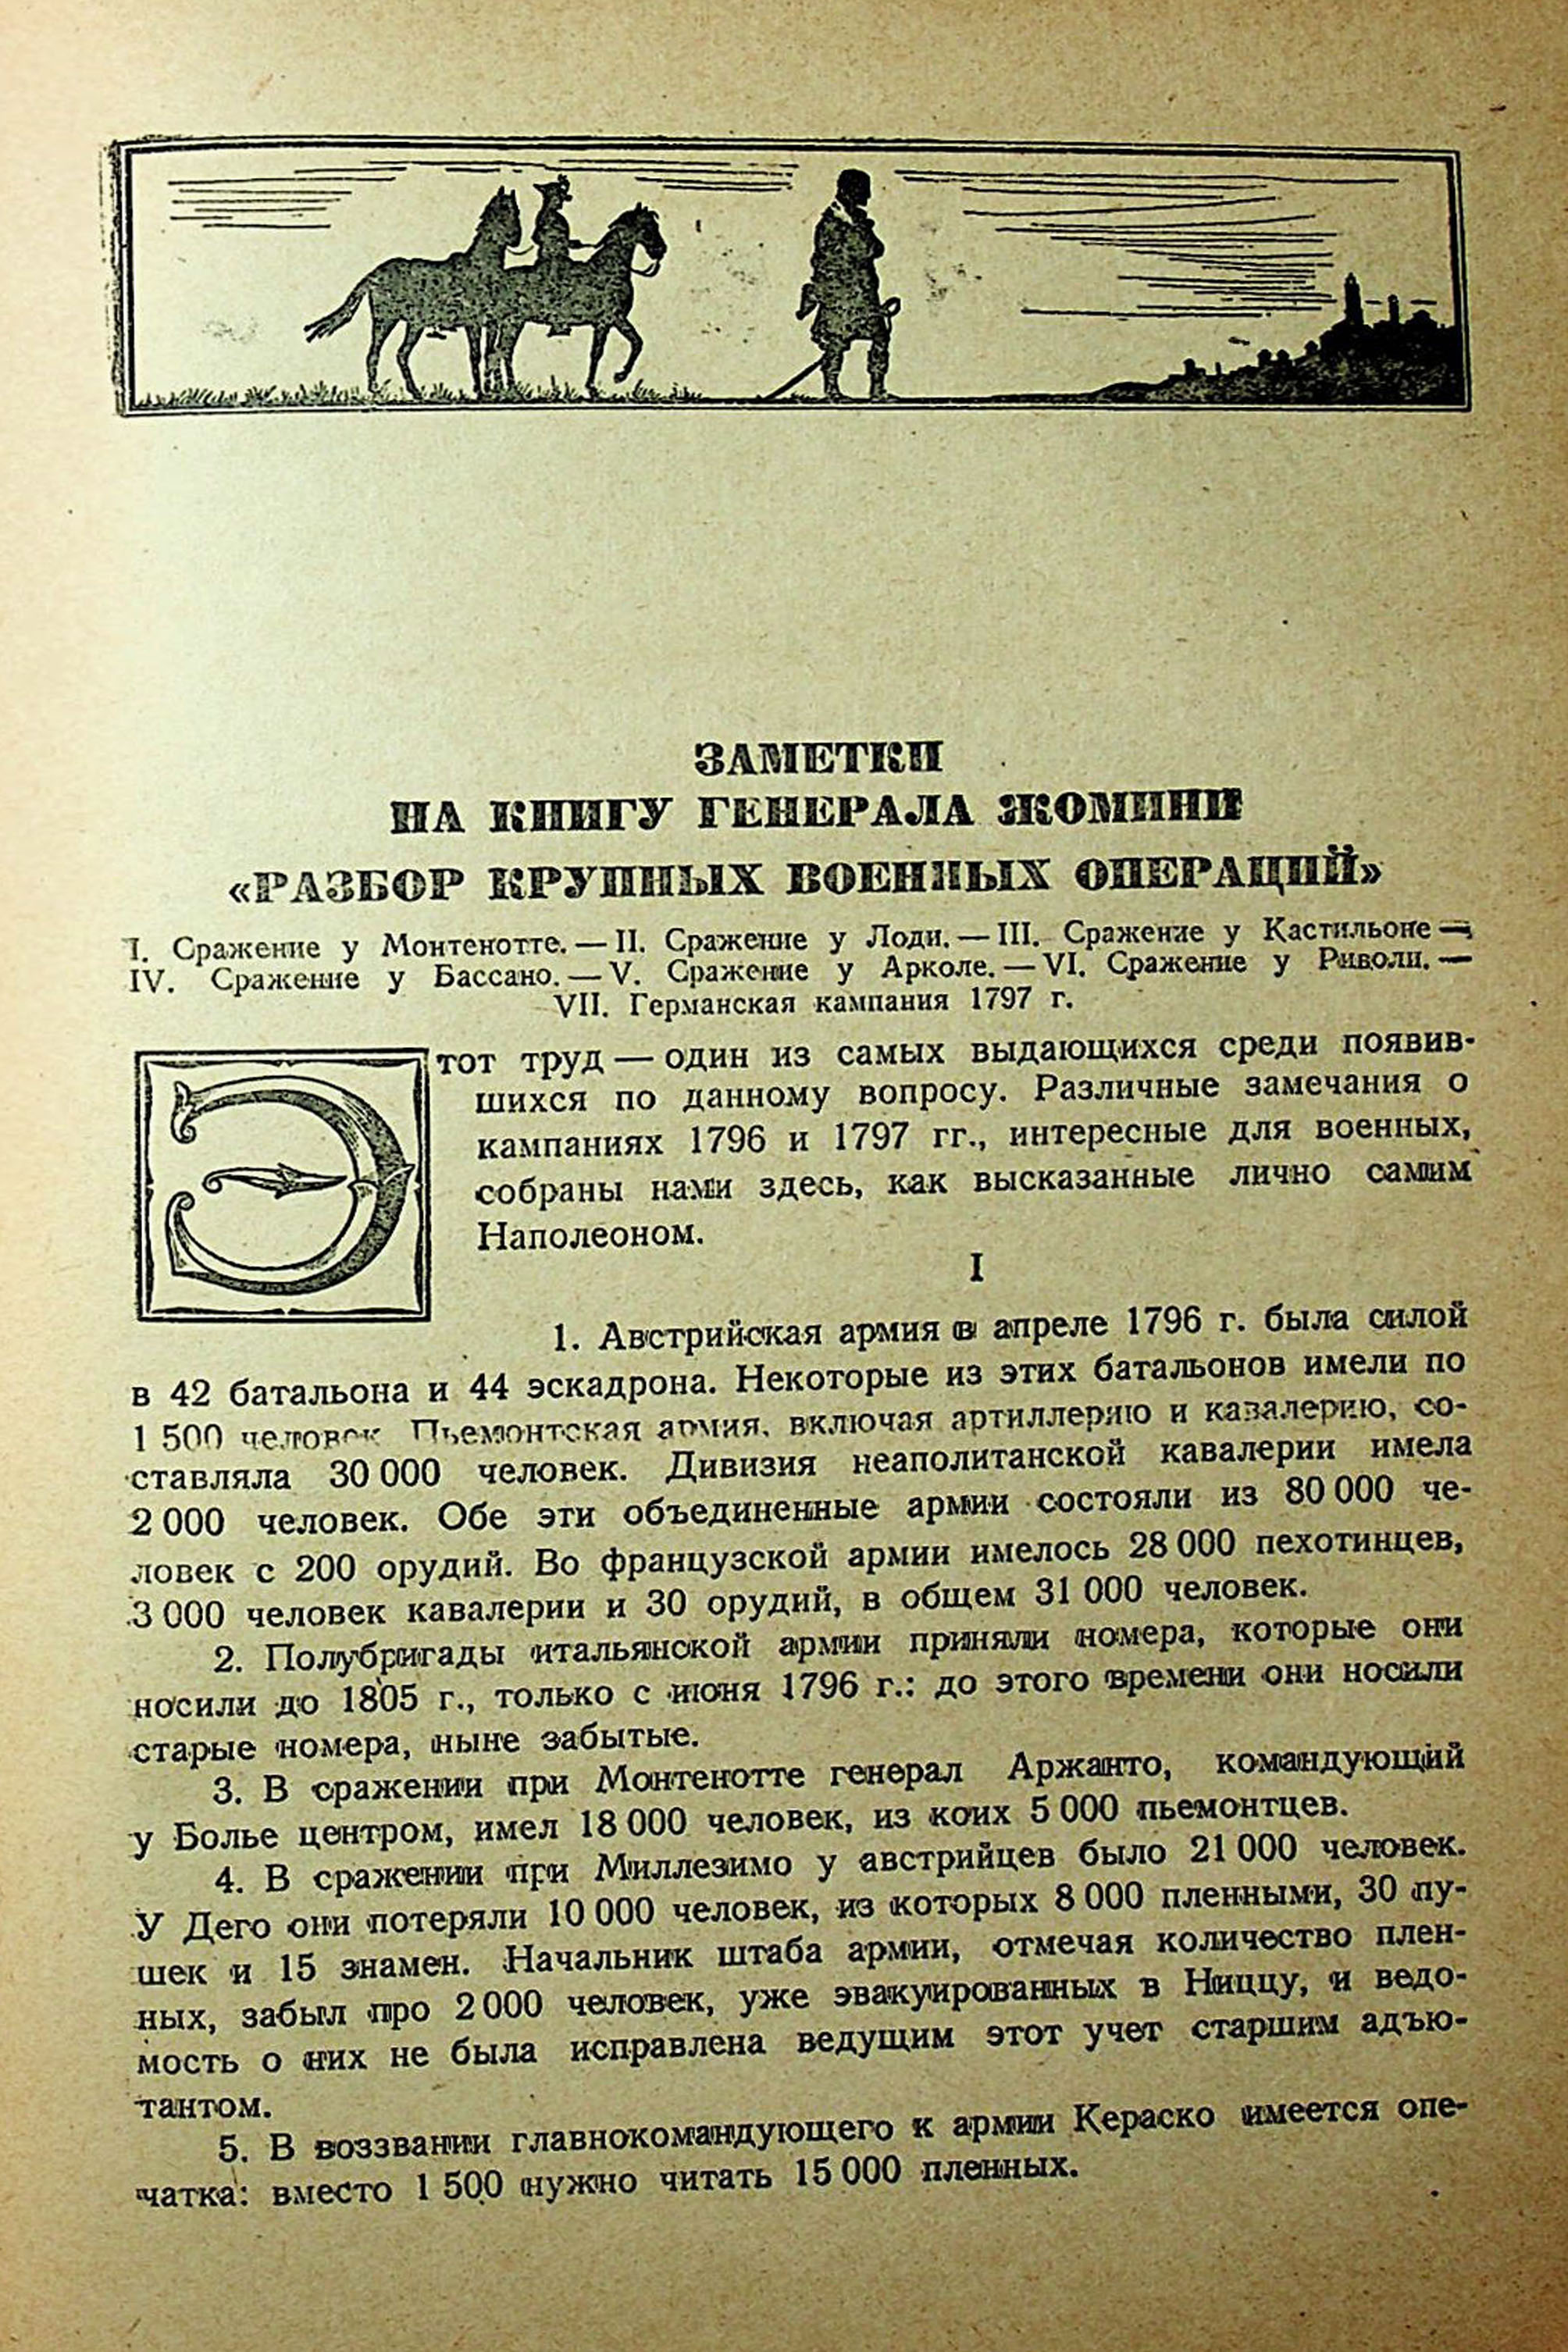 ЗАМЕТКИ
НА КНИГУ ГЕНЕРАЛА ЖОМИНИ
«РАЗБОР КРУПНЫХ ВОЕННЫХ ОПЕРАЦИЙ»
I. Сражение у Монтенотте. — II. Сражение у Лоди. — III. Сражение у Кастильоне —
IV. Сражение у Бассано. — V. Сражение у Арколе. — VI. Сражение у Риволи. —
VII. Германская кампания 1797 г.
Этот труд — один из самых выдающихся среди появив-
шихся по данному вопросу. Различные замечания о
кампаниях 1796 и 1797 гг., интересные для военных,
собраны нами здесь, как высказанные лично самим
Наполеоном.
I
1. Австрийская армия в апреле 1796 г. была силой
в 42 батальона и 44 эскадрона. Некоторые из этих батальонов имели по
1 500 человек. Пьемонтская армия, включая артиллерию и кавалерию, со-
ставляла 30 000 человек. Дивизия неаполитанской кавалерии имела
2 000 человек. Обе эти объединенные армии состояли из 80 000 че-
ловек с 200 орудий. Во французской армии имелось 28 000 пехотинцев,
3 000 человек кавалерии и 30 орудий, в общем 31 000 человек.
2. Полубригады итальянской армии приняли номера, которые они
носили до 1805 г., только с июня 1796 г.: до этого времени они носили
старые номера, ныне забытые.
3. В сражении при Монтенотте генерал Аржанто, командующий
у Болье центром, имел 18 000 человек, из коих 5 000 пьемонтцев.
4. В сражении при Миллезимо у австрийцев было 21 000 человек.
У Дего они потеряли 10 000 человек, из которых 8 000 пленными, 30 пу-
шек и 15 знамен. Начальник штаба армии, отмечая количество плен-
ных, забыл про 2 000 человек, уже эвакуированных в Ниццу, и ведо-
мость о них не была исправлена ведущим этот учет старшим адъю-
тантом.
5. В воззвании главнокомандующего к армии Кераско имеется опе-
чатка: вместо 1 500 нужно читать 15 000 пленных.